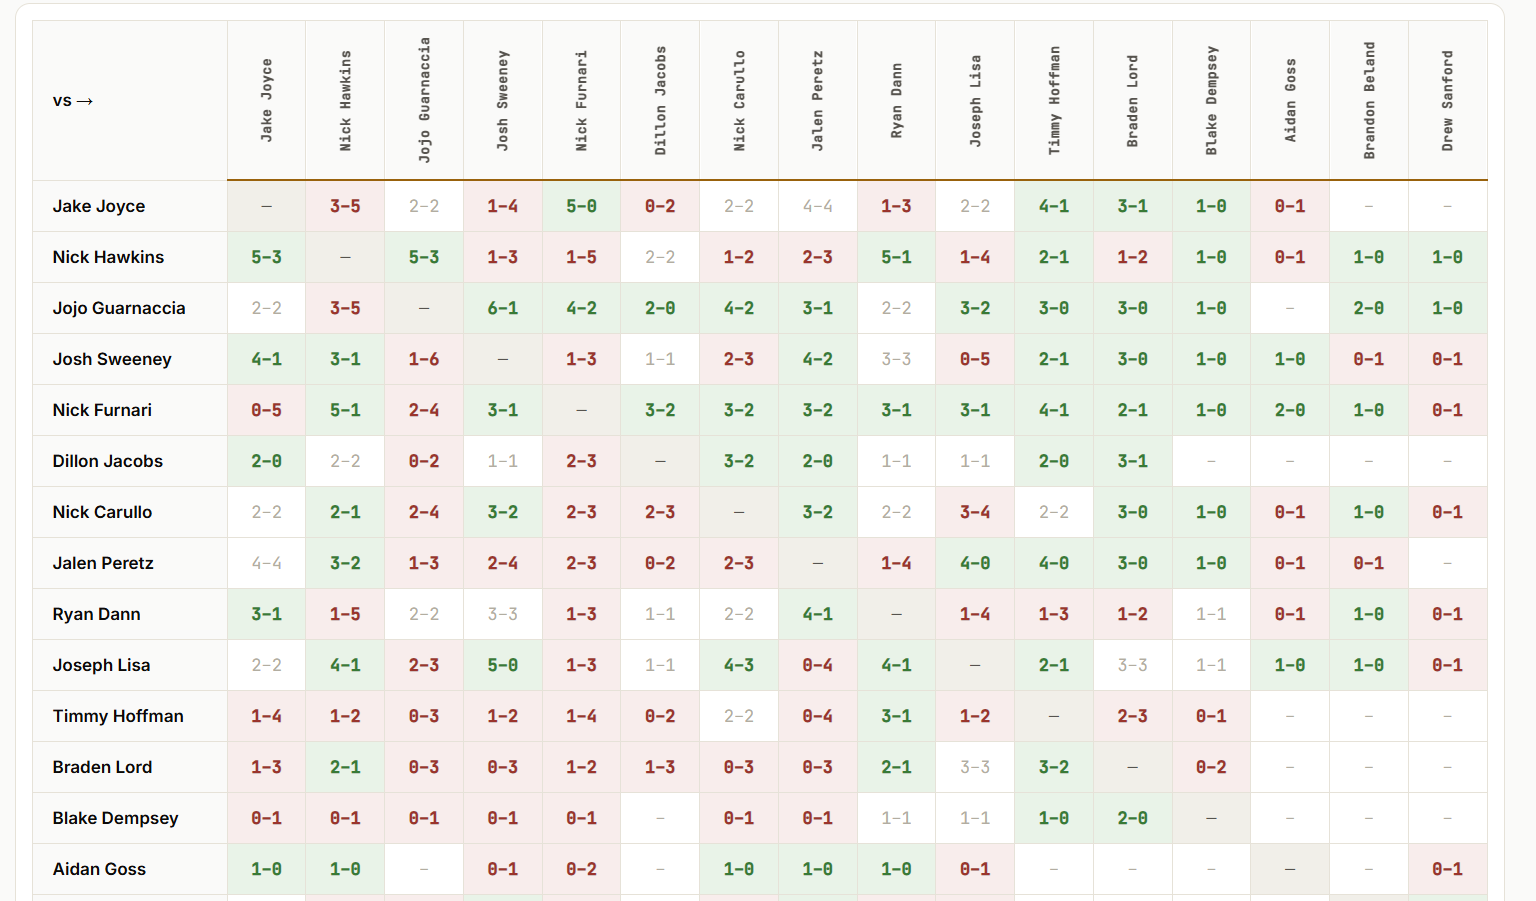 vs → Jake Joyce Nick Hawkins Jojo Guarnaccia Josh Sweeney Nick Furnari Dillon Jacobs Nick Carullo Jalen Peretz Ryan Dann Joseph Lisa Timmy Hoffman Braden Lord Blake Dempsey Aidan Goss Brandon Beland Drew Sanford
Jake Joyce — 3-5 2-2 1-4 5-0 0-2 2-2 4-4 1-3 2-2 4-1 3-1 1-0 0-1 – –
Nick Hawkins 5-3 — 5-3 1-3 1-5 2-2 1-2 2-3 5-1 1-4 2-1 1-2 1-0 0-1 1-0 1-0
Jojo Guarnaccia 2-2 3-5 — 6-1 4-2 2-0 4-2 3-1 2-2 3-2 3-0 3-0 1-0 – 2-0 1-0
Josh Sweeney 4-1 3-1 1-6 — 1-3 1-1 2-3 4-2 3-3 0-5 2-1 3-0 1-0 1-0 0-1 0-1
Nick Furnari 0-5 5-1 2-4 3-1 — 3-2 3-2 3-2 3-1 3-1 4-1 2-1 1-0 2-0 1-0 0-1
Dillon Jacobs 2-0 2-2 0-2 1-1 2-3 — 3-2 2-0 1-1 1-1 2-0 3-1 – – – –
Nick Carullo 2-2 2-1 2-4 3-2 2-3 2-3 — 3-2 2-2 3-4 2-2 3-0 1-0 0-1 1-0 0-1
Jalen Peretz 4-4 3-2 1-3 2-4 2-3 0-2 2-3 — 1-4 4-0 4-0 3-0 1-0 0-1 0-1 –
Ryan Dann 3-1 1-5 2-2 3-3 1-3 1-1 2-2 4-1 — 1-4 1-3 1-2 1-1 0-1 1-0 0-1
Joseph Lisa 2-2 4-1 2-3 5-0 1-3 1-1 4-3 0-4 4-1 — 2-1 3-3 1-1 1-0 1-0 0-1
Timmy Hoffman 1-4 1-2 0-3 1-2 1-4 0-2 2-2 0-4 3-1 1-2 — 2-3 0-1 – – –
Braden Lord 1-3 2-1 0-3 0-3 1-2 1-3 0-3 0-3 2-1 3-3 3-2 — 0-2 – – –
Blake Dempsey 0-1 0-1 0-1 0-1 0-1 – 0-1 0-1 1-1 1-1 1-0 2-0 — – – –
Aidan Goss 1-0 1-0 – 0-1 0-2 – 1-0 1-0 1-0 0-1 – – – — – 0-1